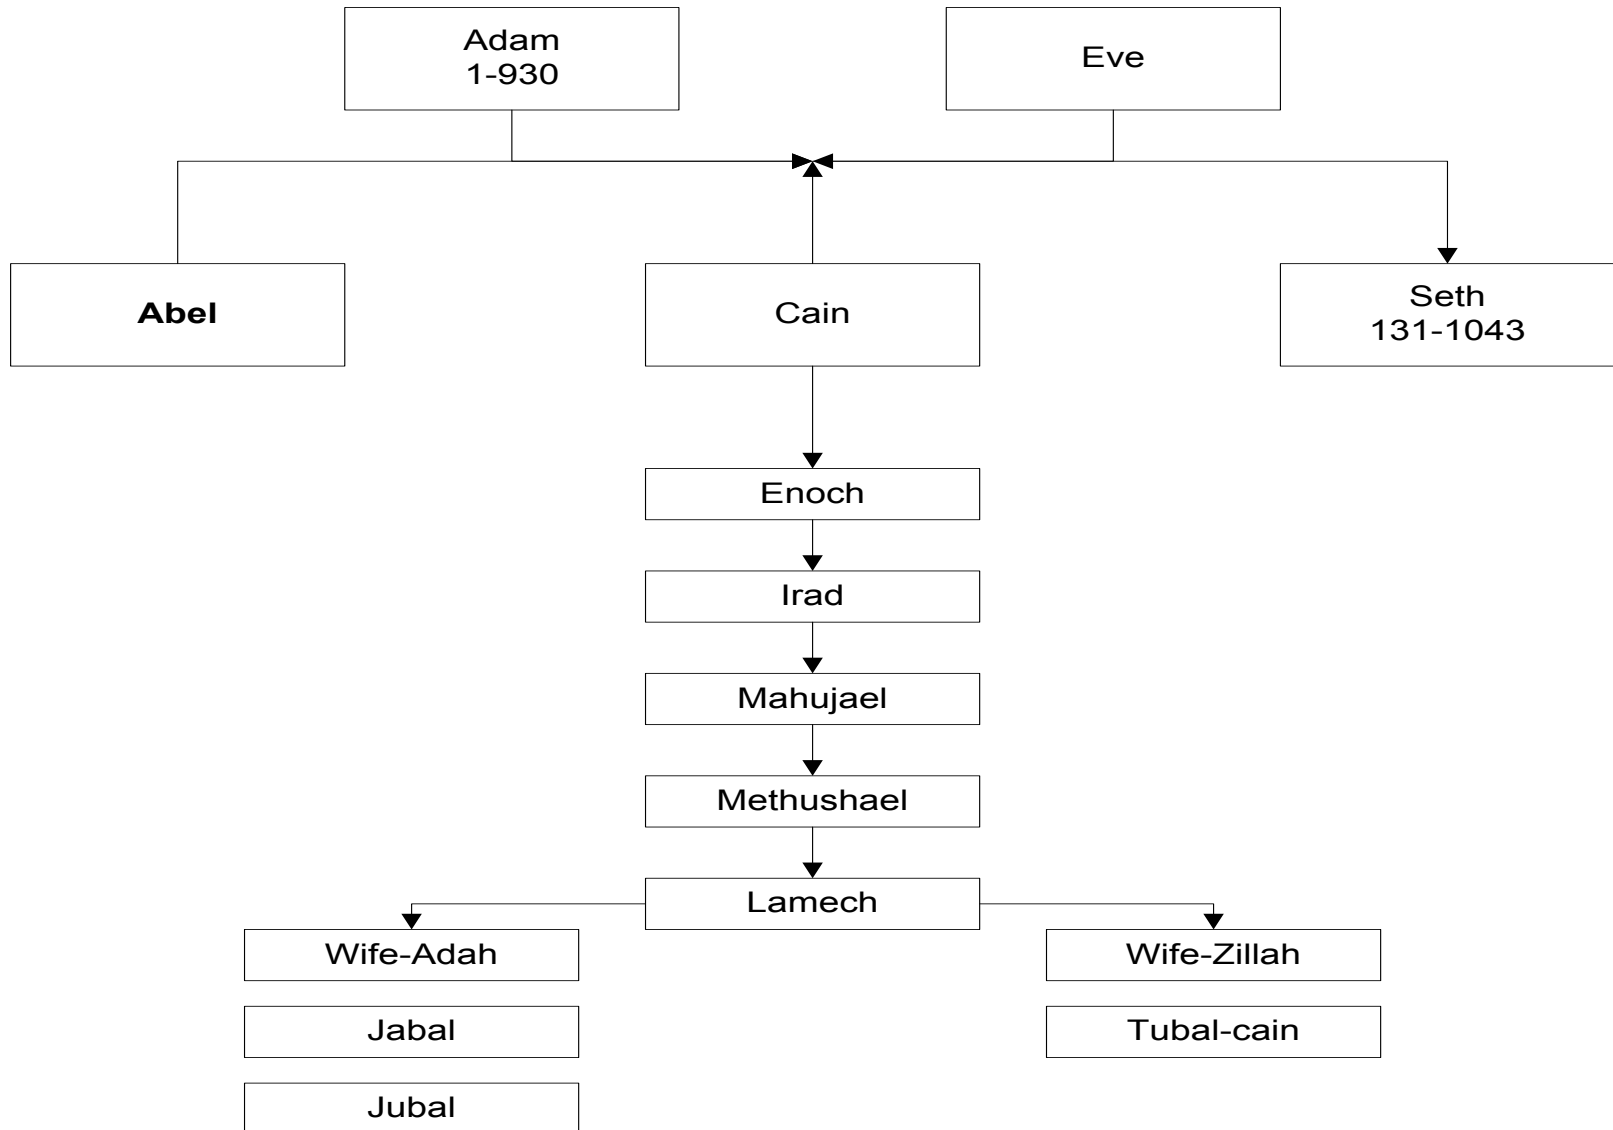 Adam
1-930
Eve
Abel
Cain
Seth
131-1043
Enoch
Irad
Mahujael
Methushael
Lamech
Wife-Adah
Wife-Zillah
Jabal
Tubal-cain
Jubal